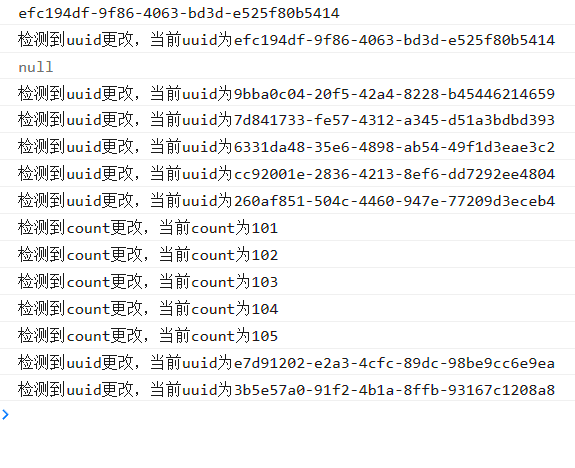 efc194df-9f86-4063-bd3d-e525f80b5414
检测到uuid更改，当前uuid为efc194df-9f86-4063-bd3d-e525f80b5414
null
检测到uuid更改，当前uuid为9bba0c04-20f5-42a4-8228-b45446214659
检测到uuid更改，当前uuid为7d841733-fe57-4312-a345-d51a3bdbd393
检测到uuid更改，当前uuid为6331da48-35e6-4898-ab54-49f1d3eae3c2
检测到uuid更改，当前uuid为cc92001e-2836-4213-8ef6-dd7292ee4804
检测到uuid更改，当前uuid为260af851-504c-4460-947e-77209d3eceb4
检测到count更改，当前count为101
检测到count更改，当前count为102
检测到count更改，当前count为103
检测到count更改，当前count为104
检测到count更改，当前count为105
检测到uuid更改，当前uuid为e7d91202-e2a3-4cfc-89dc-98be9cc6e9ea
检测到uuid更改，当前uuid为3b5e57a0-91f2-4b1a-8ffb-93167c1208a8